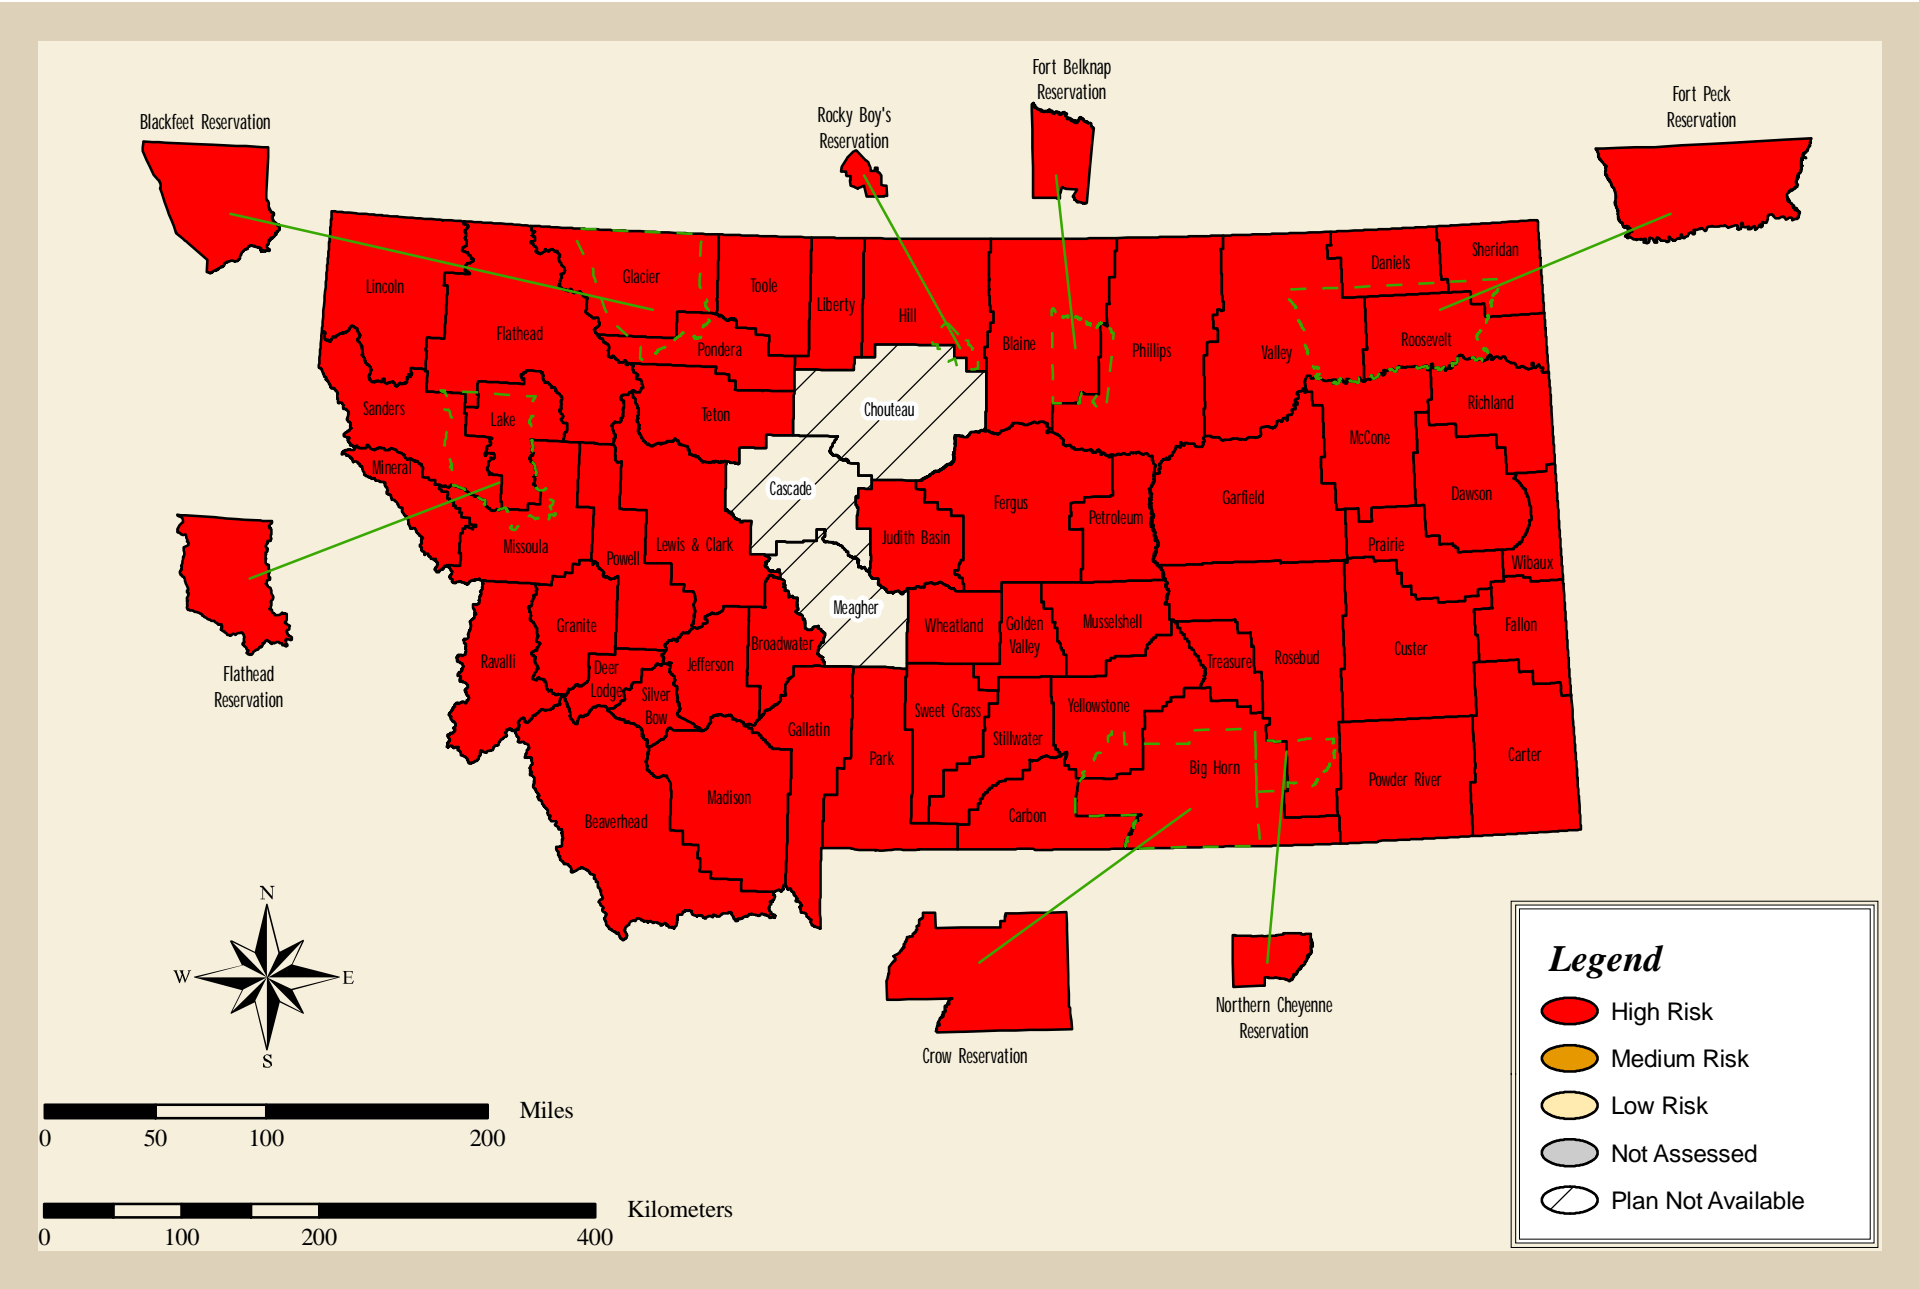 Fort Belknap
Reservation
Fort Peck
Reservation
Rocky Boy's
Reservation
Blackfeet Reservation
Sheridan
Daniels
Glacier
Toole
Lincoln
Liberty
Hill
Flathead
Roosevelt
Blaine
Pondera
Phillips
Valley
Richland
Sanders
Chouteau
Teton
Lake
McCone
Mineral
Cascade
Dawson
Garfield
Fergus
Petroleum
Judith Basin
Missoula
Lewis & Clark
Prairie
Powell
Wibaux
Meagher
Granite
Wheatland
Golden
Valley
Musselshell
Fallon
Broadwater
Custer
Ravalli
Jefferson
Treasure
Rosebud
Deer
Lodge
Flathead
Reservation
Silver
Bow
Yellowstone
Sweet Grass
Gallatin
Stillwater
Park
Carter
Big Horn
Powder River
Madison
Carbon
Beaverhead
N
W
E
S
Northern Cheyenne
Reservation
Crow Reservation
Legend
High Risk
Medium Risk
Low Risk
Not Assessed
Plan Not Available
Miles
0 50 100 200
Kilometers
0 100 200 400